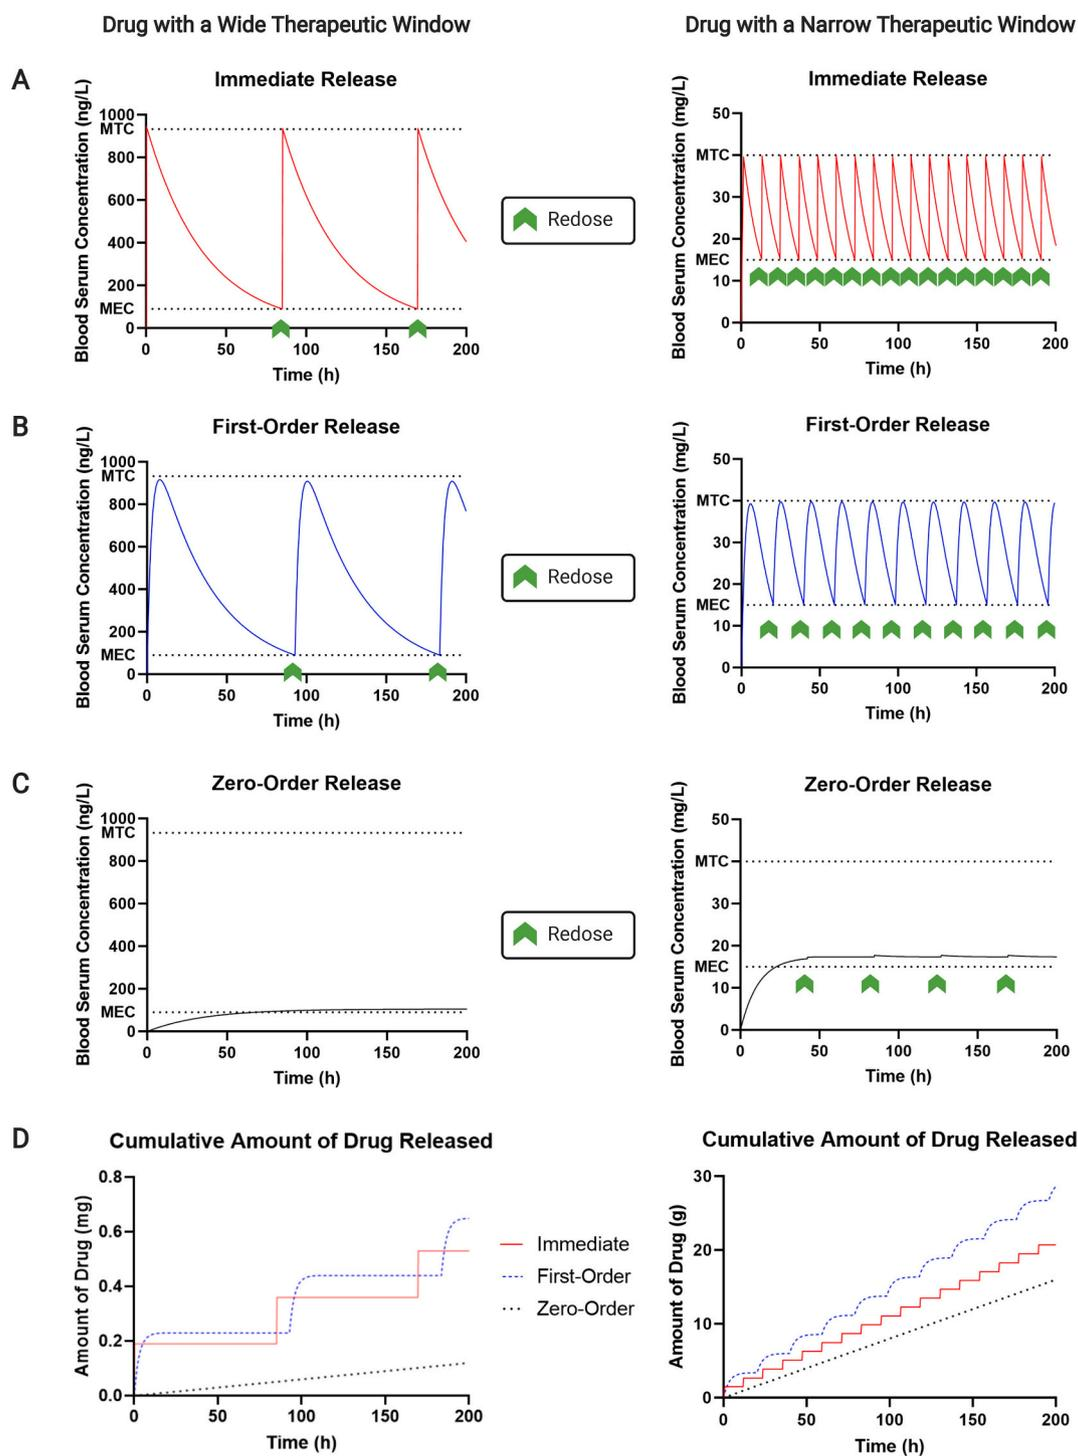 Drug with a Wide Therapeutic Window
Drug with a Narrow Therapeutic Window
A
Immediate Release
Blood Serum Concentration (ng/L)
1000
MTC
800
600
400
200
MEC
0
0 50 100 150 200
Time (h)
Redose
Immediate Release
Blood Serum Concentration (mg/L)
50
MTC
30
20
MEC
10
0
0 50 100 150 200
Time (h)
B
First-Order Release
Blood Serum Concentration (ng/L)
1000
MTC
800
600
400
200
MEC
0
0 50 100 150 200
Time (h)
Redose
First-Order Release
Blood Serum Concentration (mg/L)
50
MTC
30
20
MEC
10
0
0 50 100 150 200
Time (h)
C
Zero-Order Release
Blood Serum Concentration (ng/L)
1000
MTC
800
600
400
200
MEC
0
0 50 100 150 200
Time (h)
Redose
Zero-Order Release
Blood Serum Concentration (mg/L)
50
MTC
30
20
MEC
10
0
0 50 100 150 200
Time (h)
D
Cumulative Amount of Drug Released
Amount of Drug (mg)
0.8
0.6
0.4
0.2
0.0
0 50 100 150 200
Time (h)
Immediate
First-Order
Zero-Order
Cumulative Amount of Drug Released
Amount of Drug (g)
30
20
10
0
0 50 100 150 200
Time (h)